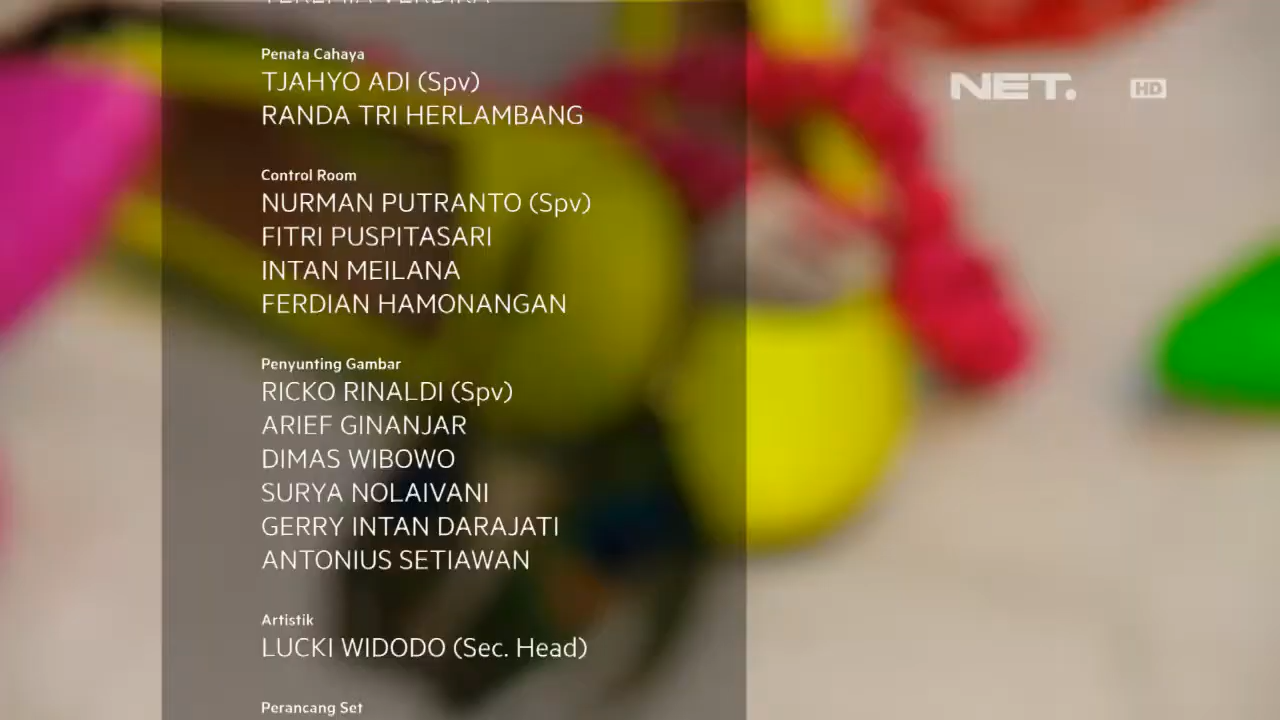 Penata Cahaya
TJAHYO ADI (Spv)
RANDA TRI HERLAMBANG
NET.
HD
Control Room
NURMAN PUTRANTO (Spv)
FITRI PUSPITASARI
INTAN MEILANA
FERDIAN HAMONANGAN
Penyunting Gambar
RICKO RINALDI (Spv)
ARIEF GINANJAR
DIMAS WIBOWO
SURYA NOLAIVANI
GERRY INTAN DARAJATI
ANTONIUS SETIAWAN
Artistik
LUCKI WIDODO (Sec. Head)
Perancang Set